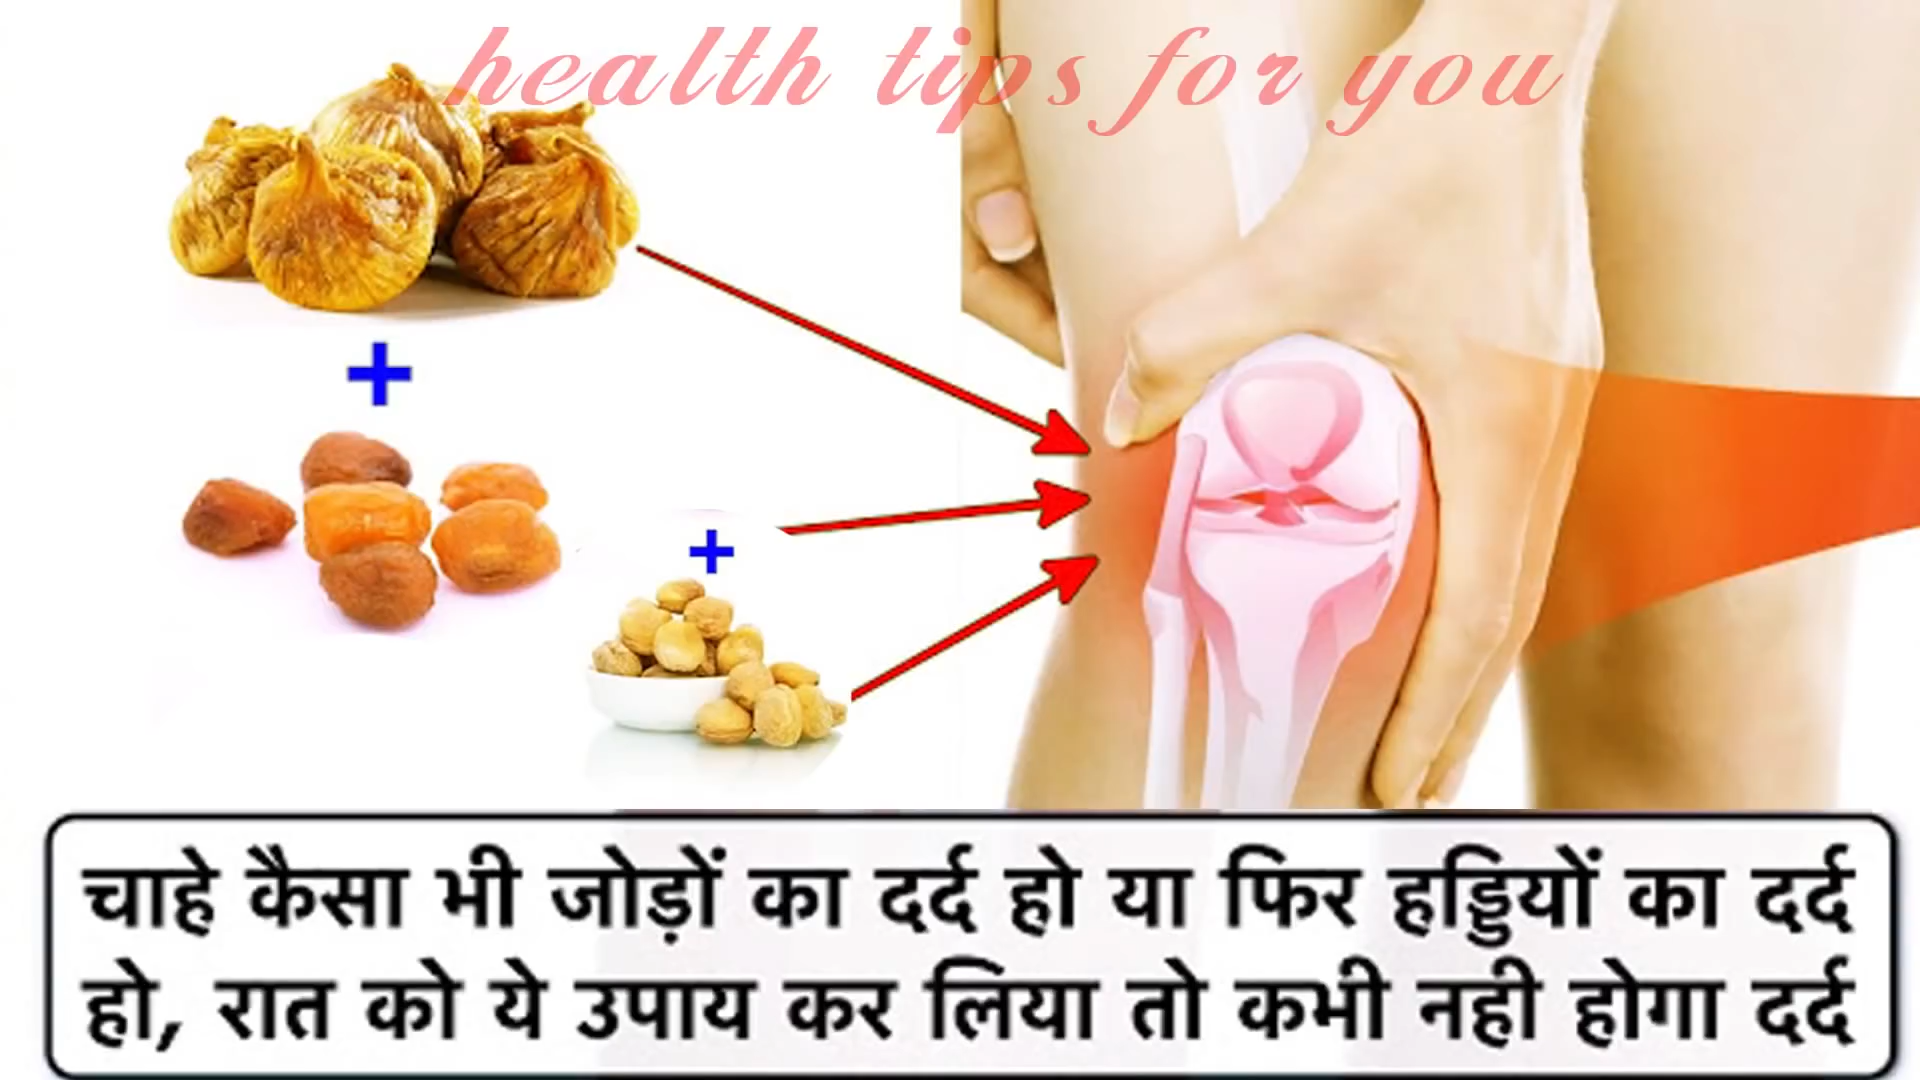 health tips for you
+
+
चाहे कैसा भी जोड़ों का दर्द हो या फिर हड्डियों का दर्द
हो, रात को ये उपाय कर लिया तो कभी नही होगा दर्द